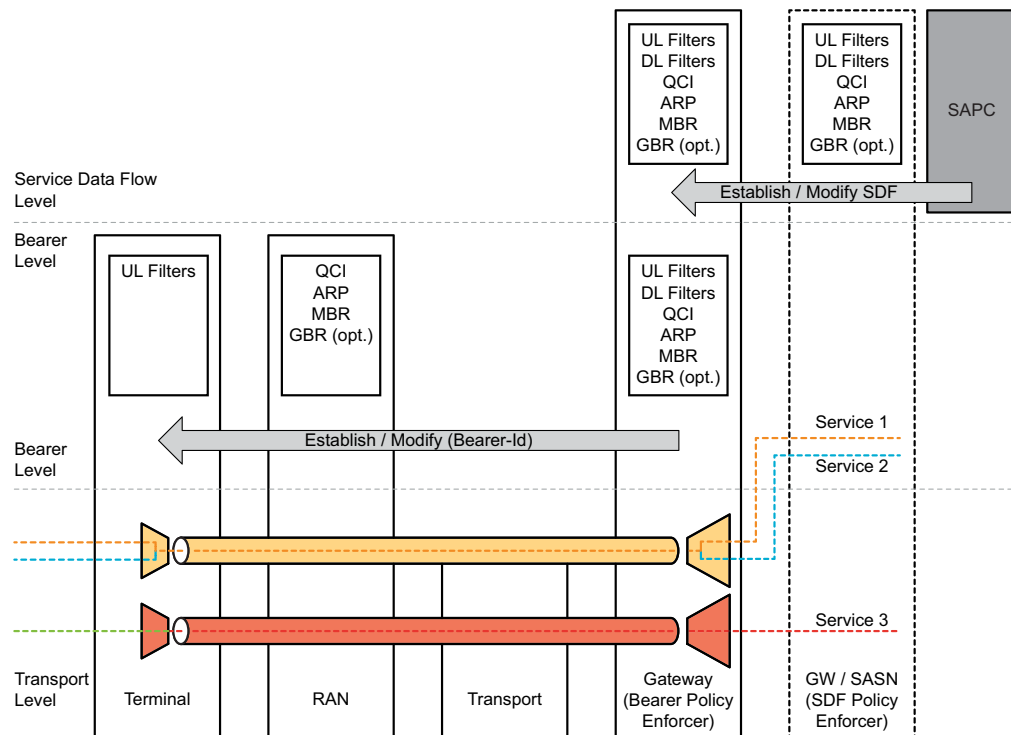 UL Filters
DL Filters
QCI
ARP
MBR
GBR (opt.)
UL Filters
DL Filters
QCI
ARP
MBR
GBR (opt.)
SAPC
Service Data Flow
Level
Establish / Modify SDF
Bearer
Level
UL Filters
QCI
ARP
MBR
GBR (opt.)
UL Filters
DL Filters
QCI
ARP
MBR
GBR (opt.)
Establish / Modify (Bearer-Id)
Bearer
Level
Service 1
Service 2
Service 3
Transport
Level
Terminal
RAN
Transport
Gateway
(Bearer Policy
Enforcer)
GW / SASN
(SDF Policy
Enforcer)